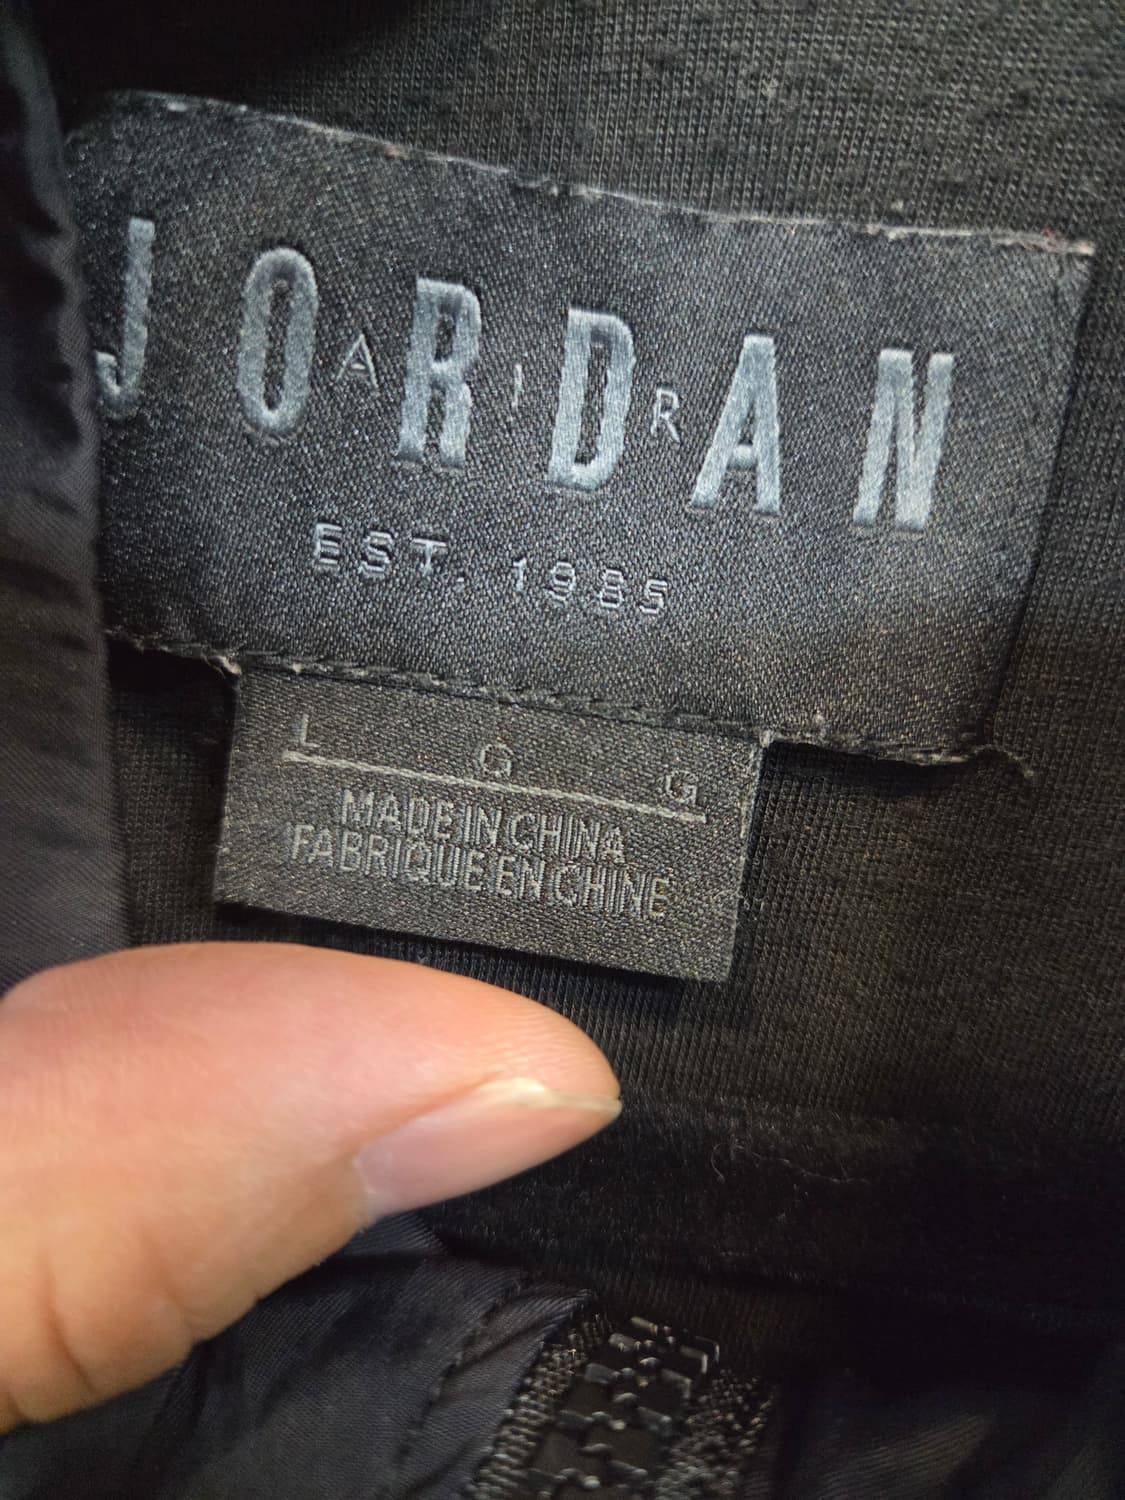 JORDAN
AIR
EST. 1985
L G G
MADE IN CHINA
FABRIQUE EN CHINE